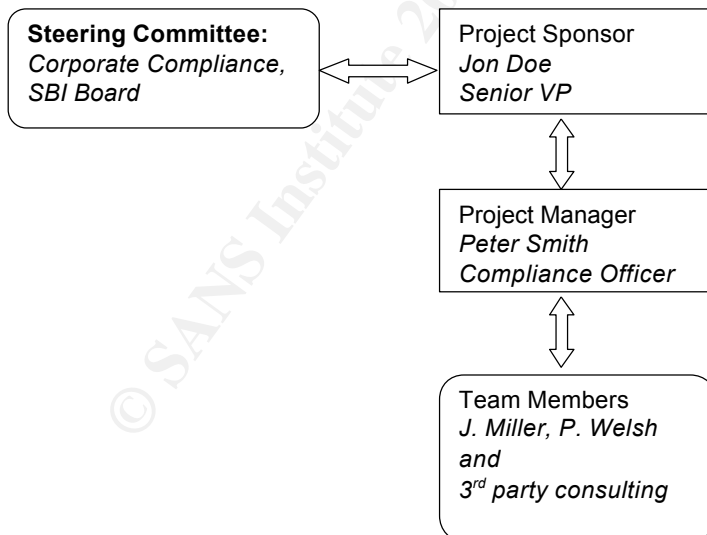 Steering Committee:
Corporate Compliance,
SBI Board
Project Sponsor
Jon Doe
Senior VP
Project Manager
Peter Smith
Compliance Officer
Team Members
J. Miller, P. Welsh
and
3rd party consulting
© SANS Institute 20